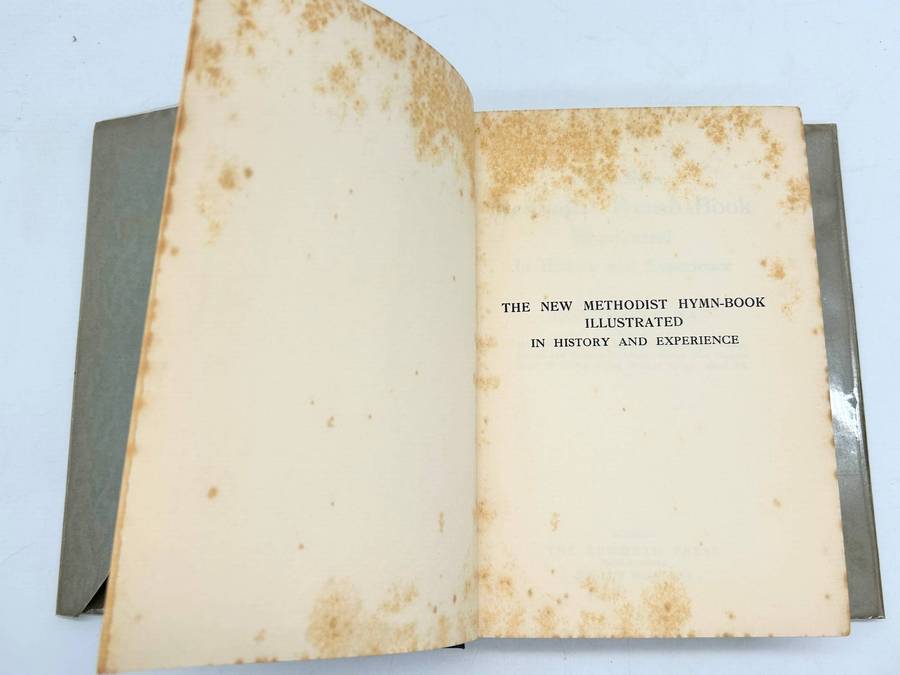 THE NEW METHODIST HYMN-BOOK
ILLUSTRATED
IN HISTORY AND EXPERIENCE